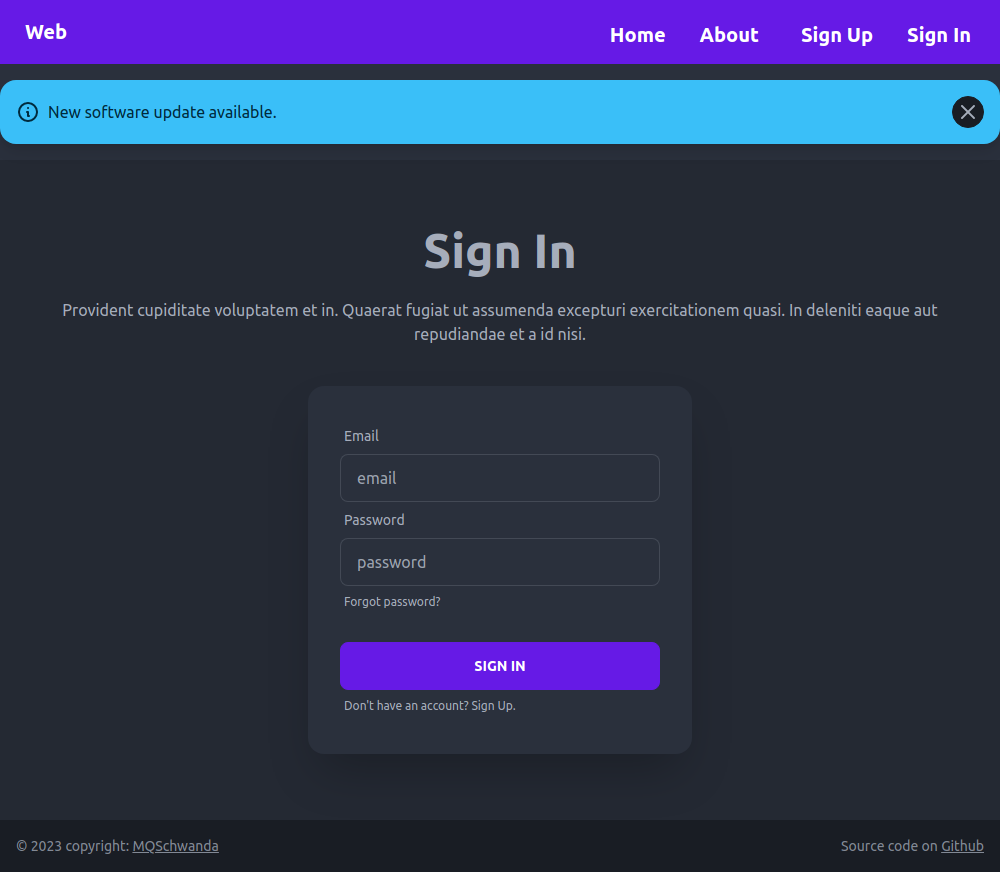 Web Home About Sign Up Sign In
New software update available.
Sign In
Provident cupiditate voluptatem et in. Quaerat fugiat ut assumenda excepturi exercitationem quasi. In deleniti eaque aut
repudiandae et a id nisi.
Email
email
Password
password
Forgot password?
SIGN IN
Don't have an account? Sign Up.
© 2023 copyright: MQSchwanda Source code on Github